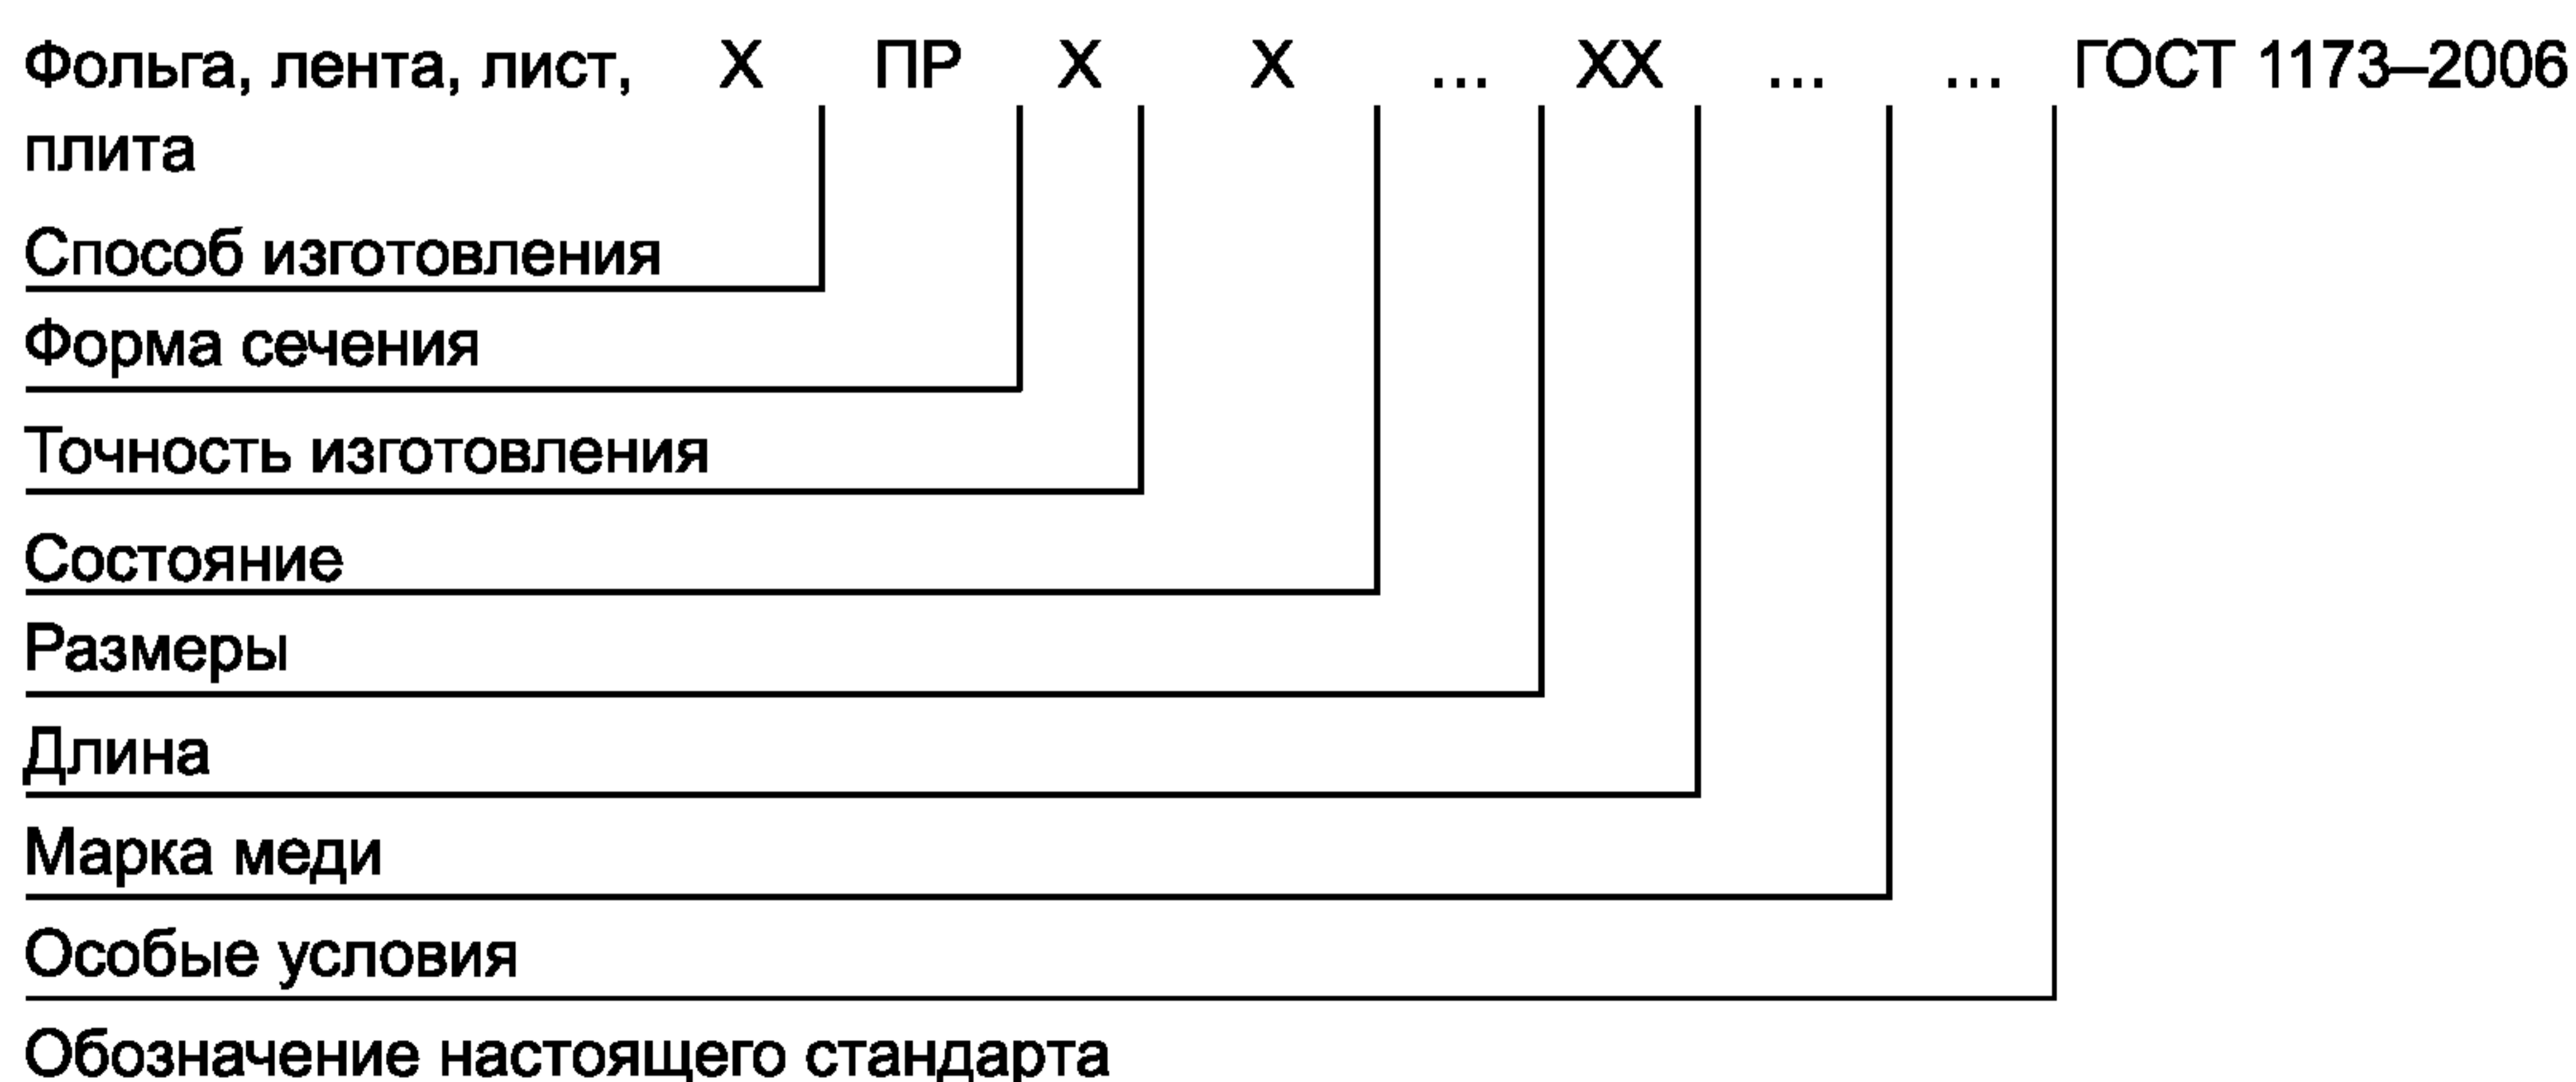 Фольга, лента, лист, Х ПР Х Х ... ХХ ... ... ГОСТ 1173–2006
плита
Способ изготовления
Форма сечения
Точность изготовления
Состояние
Размеры
Длина
Марка меди
Особые условия
Обозначение настоящего стандарта